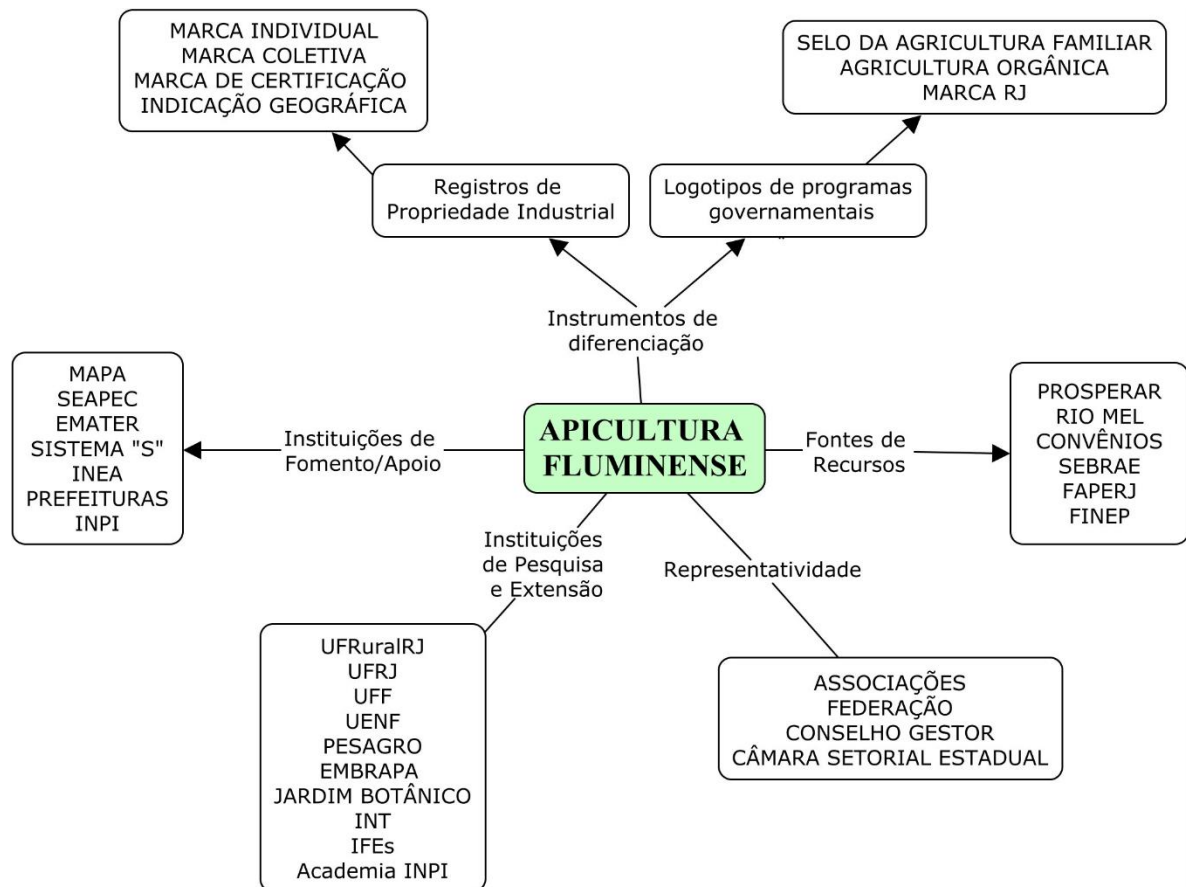 MARCA INDIVIDUAL
MARCA COLETIVA
MARCA DE CERTIFICAÇÃO
INDICAÇÃO GEOGRÁFICA
SELO DA AGRICULTURA FAMILIAR
AGRICULTURA ORGÂNICA
MARCA RJ
Registros de
Propriedade Industrial
Logotipos de programas
governamentais
Instrumentos de
diferenciação
MAPA
SEAPEC
EMATER
SISTEMA "S"
INEA
PREFEITURAS
INPI
Instituições de
Fomento/Apoio
APICULTURA
FLUMINENSE
Fontes de
Recursos
PROSPERAR
RIO MEL
CONVÊNIOS
SEBRAE
FAPERJ
FINEP
Instituições
de Pesquisa
e Extensão
Representatividade
UFRuralRJ
UFRJ
UFF
UENF
PESAGRO
EMBRAPA
JARDIM BOTÂNICO
INT
IFEs
Academia INPI
ASSOCIAÇÕES
FEDERAÇÃO
CONSELHO GESTOR
CÂMARA SETORIAL ESTADUAL